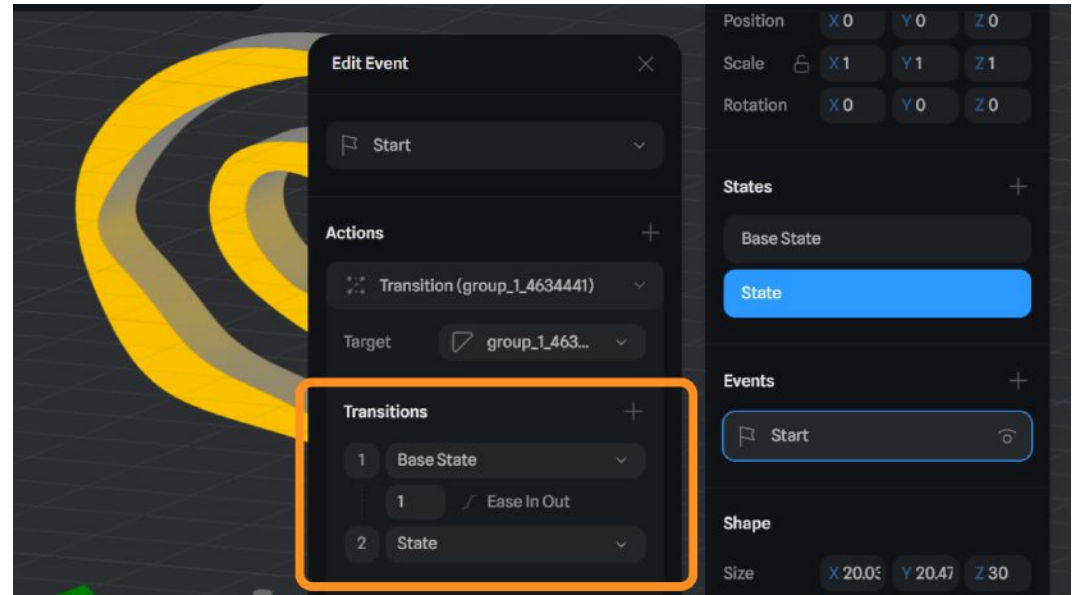 Edit Event
Start
Actions
Transition (group_1_4634441)
Target group_1_463...
Transitions
1 Base State
1 Ease In Out
2 State
Position X 0 Y 0 Z 0
Scale X 1 Y 1 Z 1
Rotation X 0 Y 0 Z 0
States
Base State
State
Events
Start
Shape
Size X 20.03 Y 20.47 Z 30